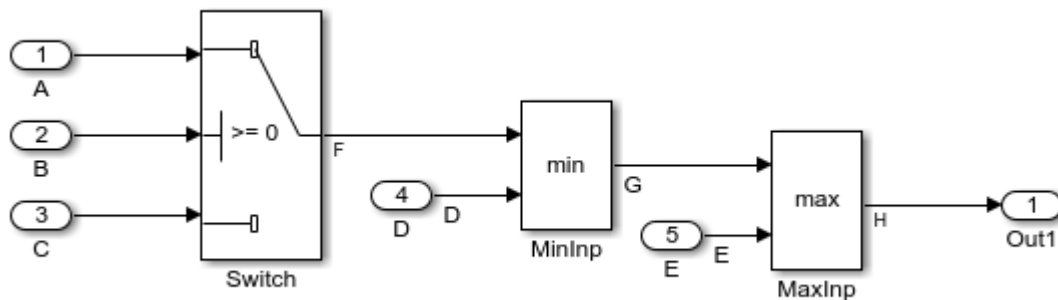 1
A
2
B
3
C
>= 0
Switch
F
4
D
D
min
MinInp
G
5
E
E
max
MaxInp
H
1
Out1